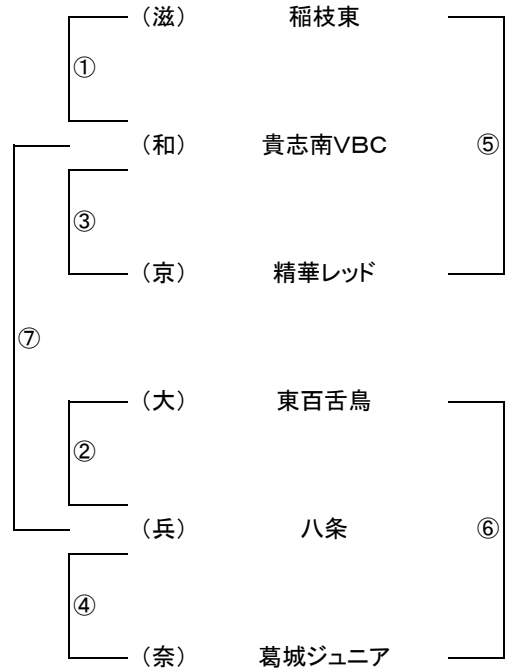 (滋) 稲枝東
①
(和) 貴志南VBC ⑤
③
(京) 精華レッド
⑦
(大) 東百舌鳥
②
(兵) 八条 ⑥
④
(奈) 葛城ジュニア